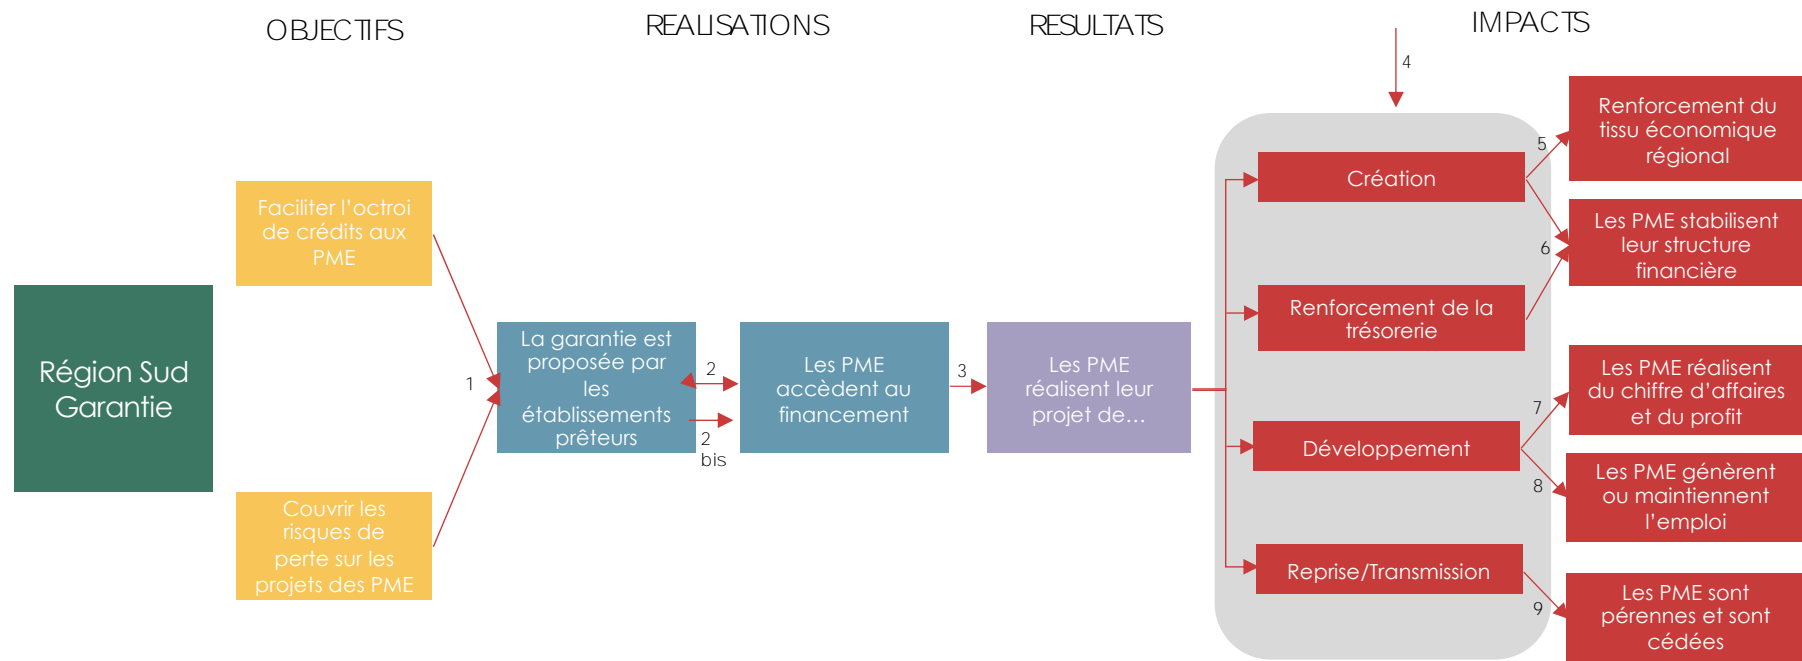 OBJECTIFS
REALISATIONS
RESULTATS
IMPACTS
Région Sud
Garantie
Faciliter l'octroi
de crédits aux
PME
Couvrir les
risques de
perte sur les
projets des PME
1
La garantie est
proposée par
les
établissements
prêteurs
2
2
bis
Les PME
accèdent au
financement
3
Les PME
réalisent leur
projet de...
4
Création
Renforcement de la
trésorerie
Développement
Reprise/Transmission
5
Renforcement du
tissu économique
régional
6
Les PME stabilisent
leur structure
financière
7
Les PME réalisent
du chiffre d'affaires
et du profit
8
Les PME génèrent
ou maintiennent
l'emploi
9
Les PME sont
pérennes et sont
cédées